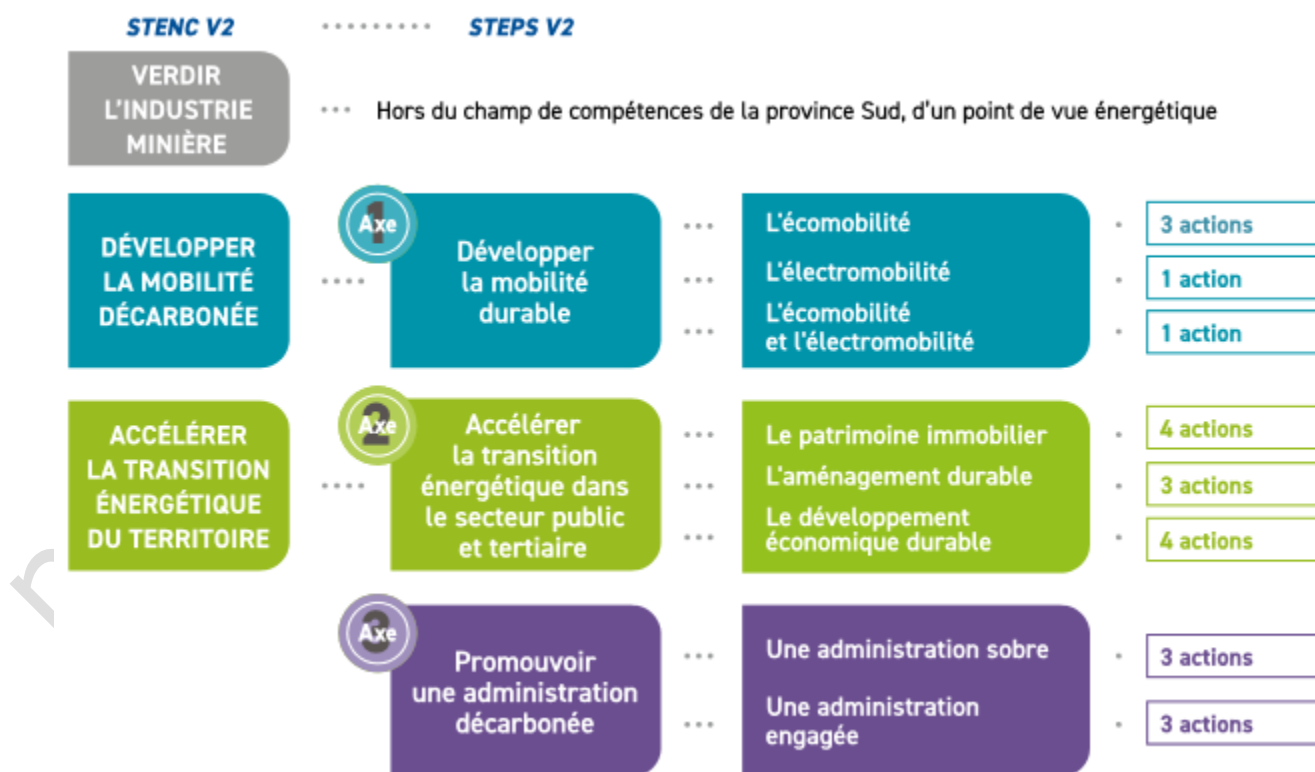 STENC V2 ········· STEPS V2
VERDIR
L'INDUSTRIE
MINIÈRE
Hors du champ de compétences de la province Sud, d'un point de vue énergétique
DÉVELOPPER
LA MOBILITÉ
DÉCARBONÉE
Axe 1
Développer
la mobilité
durable
L'écomobilité
3 actions
L'électromobilité
1 action
L'écomobilité
et l'électromobilité
1 action
ACCÉLÉRER
LA TRANSITION
ÉNERGÉTIQUE
DU TERRITOIRE
Axe 2
Accélérer
la transition
énergétique dans
le secteur public
et tertiaire
Le patrimoine immobilier
4 actions
L'aménagement durable
3 actions
Le développement
économique durable
4 actions
Axe 3
Promouvoir
une administration
décarbonée
Une administration sobre
3 actions
Une administration
engagée
3 actions